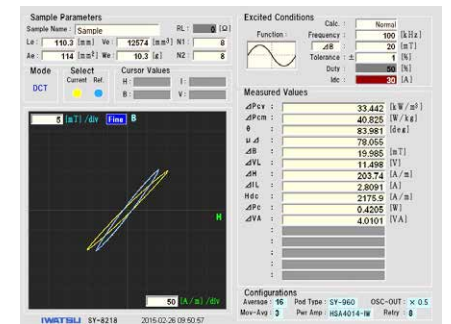 Sample Parameters
Sample Name : Sample RL : 0 [Ω]
Le : 110.3 [mm] Ve : 12574 [mm³] N1 : 8
Ae : 114 [mm²] We : 10.3 [g] N2 : 8
Mode Select Cursor Values
Current Ref.
DCT
H : I :
B : V :
5 [mT] /div Fine B
H
50 [A/m] /div
IWATSU SY-8218 2016-02-26 09:50:57
Excited Conditions
Calc. : Normal
Function : Frequency : 100 [kHz]
⊿B : 20 [mT]
Tolerance : ± 5 [%]
Duty 50 [%]
Idc : 30 [A]
Measured Values
⊿Pcv : 33.442 [kW/m³]
⊿Pcm : 40.825 [W/kg]
θ : 83.981 [deg]
μ⊿ : 78.055
⊿B : 19.985 [mT]
⊿VL : 11.498 [V]
⊿H : 203.74 [A/m]
⊿IL : 2.8091 [A]
Hdc : 2175.9 [A/m]
⊿Pc : 0.4205 [W]
⊿VA : 4.0101 [VA]
:
:
:
:
Configurations
Average : 16 Pod Type : SY-960 OSC-OUT : × 0.5
Mov-Avg : 3 Pwr Amp : HSA4014-IW Retry : 8